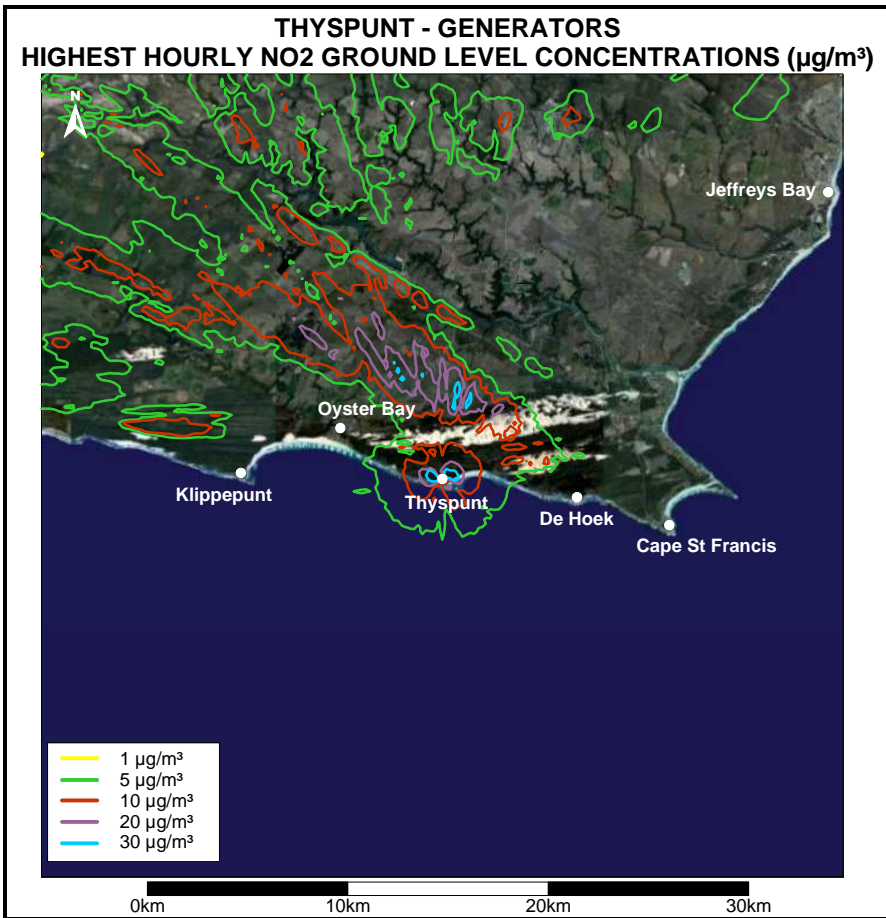 THYSPUNT - GENERATORS
HIGHEST HOURLY NO2 GROUND LEVEL CONCENTRATIONS (µg/m³)
N
Jeffreys Bay
Oyster Bay
Klippepunt
Thyspunt
De Hoek
Cape St Francis
1 µg/m³
5 µg/m³
10 µg/m³
20 µg/m³
30 µg/m³
0km 10km 20km 30km